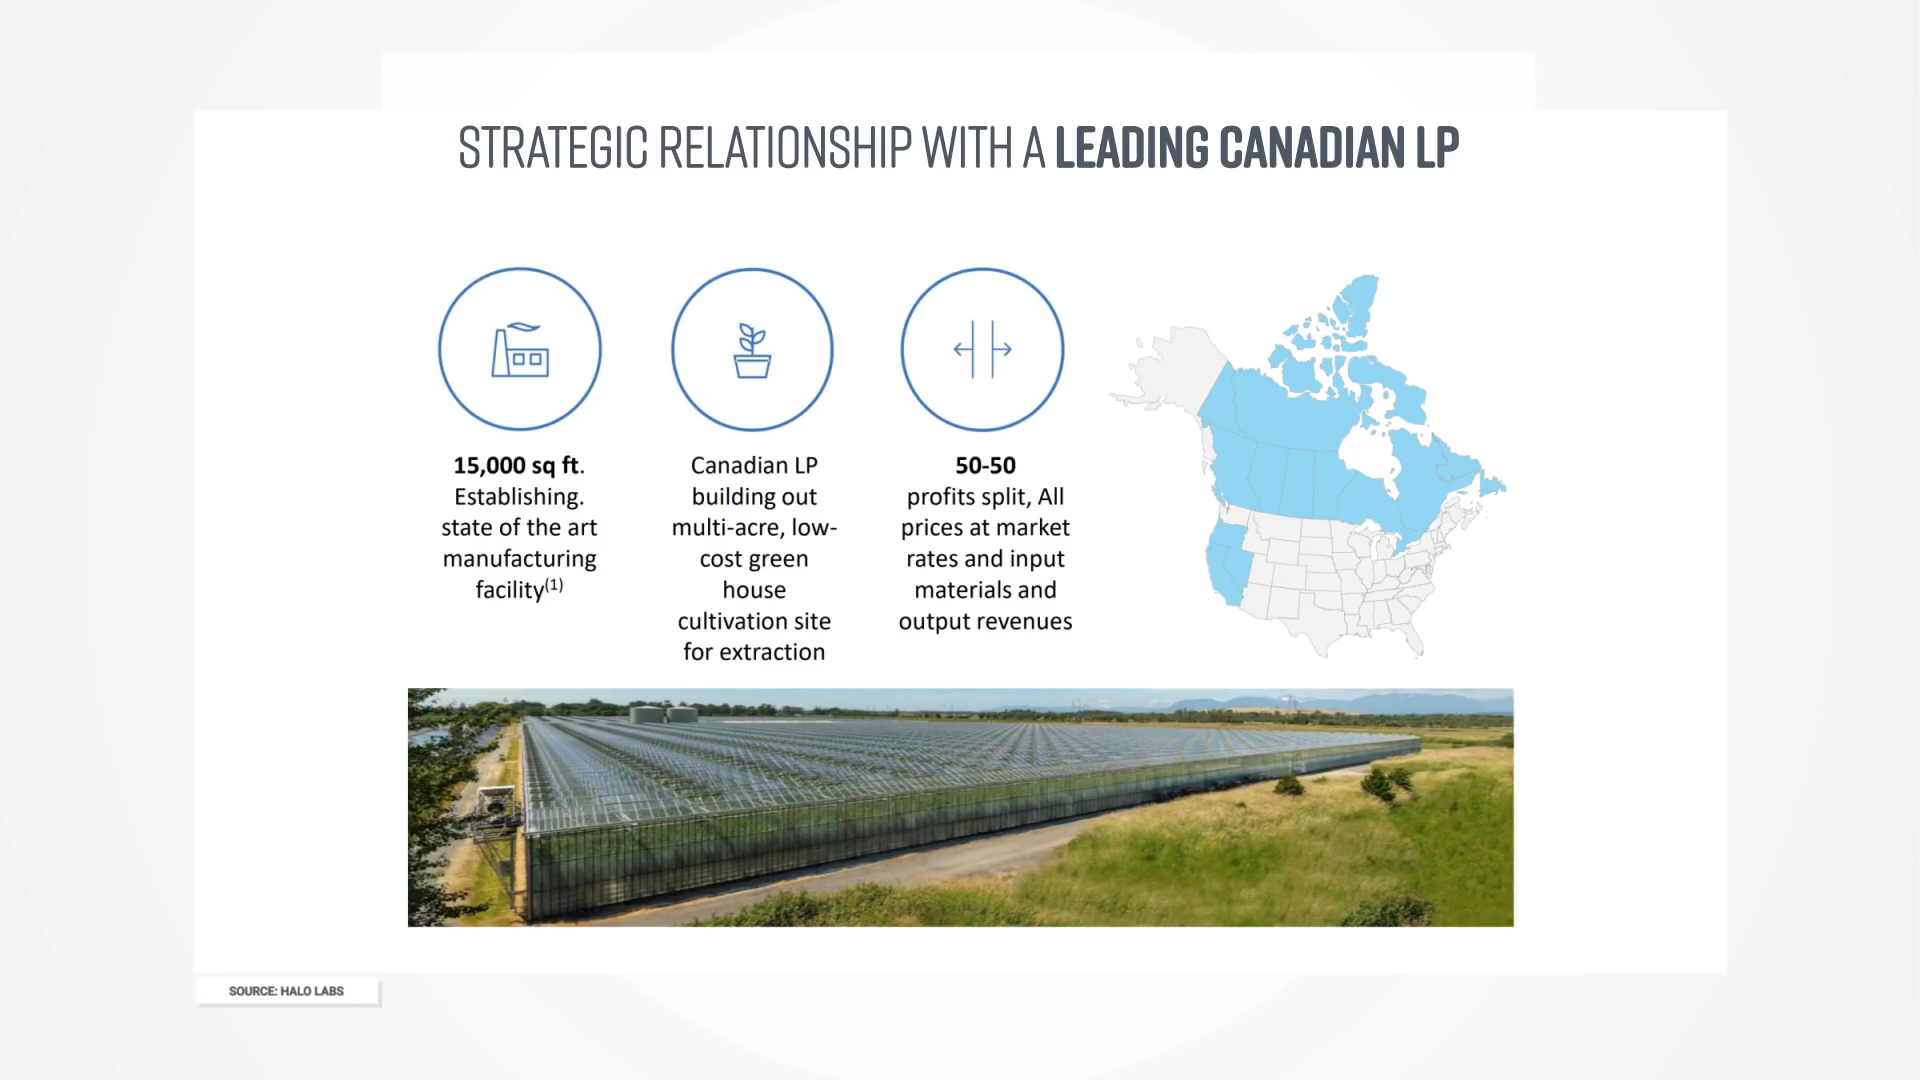 STRATEGIC RELATIONSHIP WITH A LEADING CANADIAN LP
15,000 sq ft.
Establishing.
state of the art
manufacturing
facility(1)
Canadian LP
building out
multi-acre, low-
cost green
house
cultivation site
for extraction
50-50
profits split, All
prices at market
rates and input
materials and
output revenues
SOURCE: HALO LABS